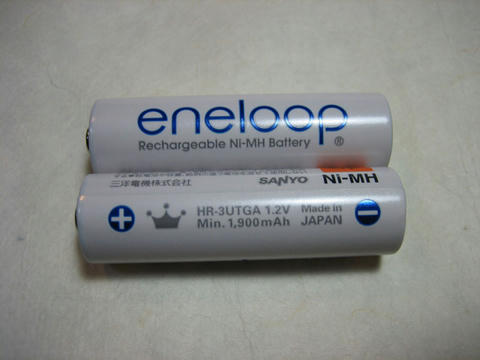 eneloop
Rechargeable Ni-MH Battery ®
三洋電機株式会社 SANYO Ni-MH
HR-3UTGA 1.2V Made in
Min. 1,900mAh JAPAN